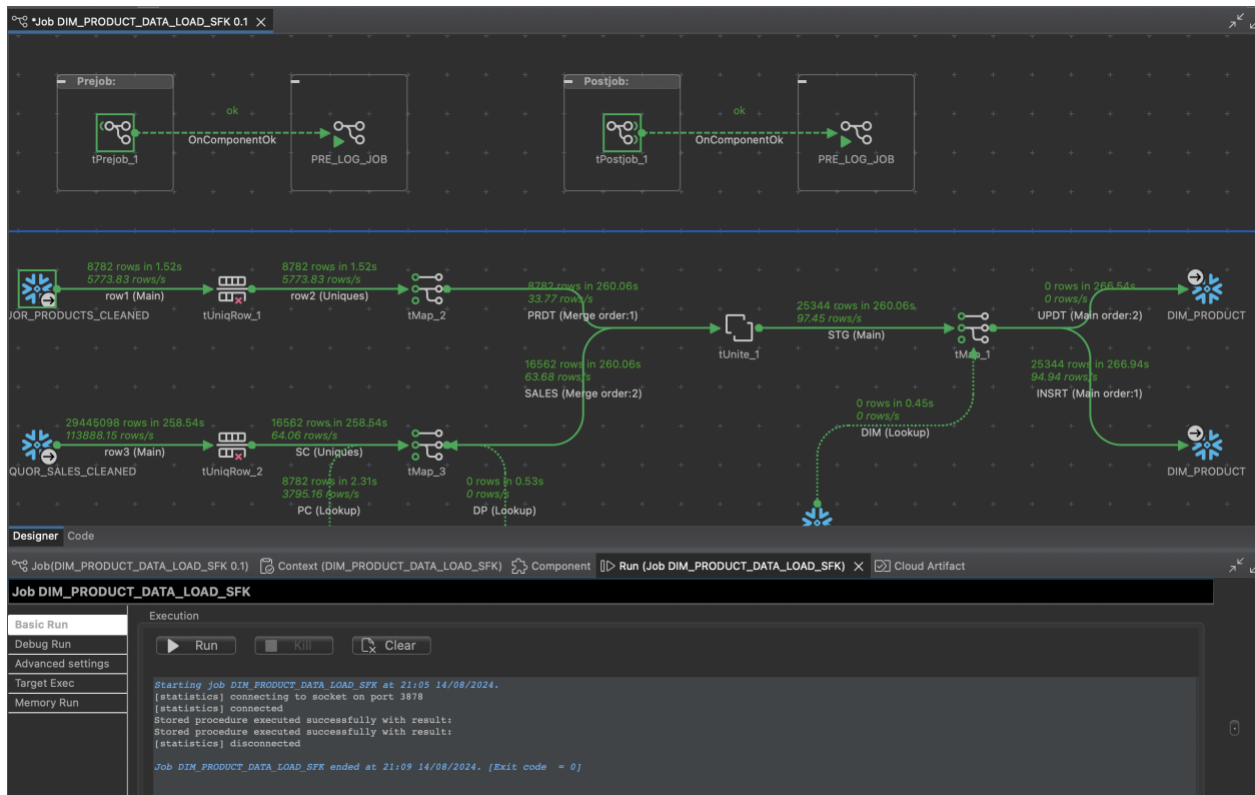 *Job DIM_PRODUCT_DATA_LOAD_SFK 0.1
Prejob:
Postjob:
ok
ok
OnComponentOk
OnComponentOk
tPrejob_1
PRE_LOG_JOB
tPostjob_1
PRE_LOG_JOB
8782 rows in 1.52s
5773.83 rows/s
row1 (Main)
8782 rows in 1.52s
5773.83 rows/s
row2 (Uniques)
8782 rows in 260.06s
33.77 rows/s
PRDT (Merge order:1)
UOR_PRODUCTS_CLEANED
tUniqRow_1
tMap_2
25344 rows in 260.06s
97.45 rows/s
STG (Main)
0 rows in 266.54s
0 rows/s
UPDT (Main order:2)
DIM_PRODUCT
tUnite_1
tMap_1
16562 rows in 260.06s
63.68 rows/s
SALES (Merge order:2)
25344 rows in 266.94s
94.94 rows/s
INSRT (Main order:1)
0 rows in 0.45s
0 rows/s
DIM (Lookup)
29445098 rows in 258.54s
113888.15 rows/s
row3 (Main)
16562 rows in 258.54s
64.06 rows/s
SC (Uniques)
QUOR_SALES_CLEANED
tUniqRow_2
tMap_3
DIM_PRODUCT
8782 rows in 2.31s
3795.16 rows/s
PC (Lookup)
0 rows in 0.53s
0 rows/s
DP (Lookup)
Designer Code
Job(DIM_PRODUCT_DATA_LOAD_SFK 0.1) Context (DIM_PRODUCT_DATA_LOAD_SFK) Component Run (Job DIM_PRODUCT_DATA_LOAD_SFK) Cloud Artifact
Job DIM_PRODUCT_DATA_LOAD_SFK
Basic Run
Debug Run
Advanced settings
Target Exec
Memory Run
Execution
Run Kill Clear
Starting job DIM_PRODUCT_DATA_LOAD_SFK at 21:05 14/08/2024.
[statistics] connecting to socket on port 3878
[statistics] connected
Stored procedure executed successfully with result:
Stored procedure executed successfully with result:
[statistics] disconnected
Job DIM_PRODUCT_DATA_LOAD_SFK ended at 21:09 14/08/2024. [Exit code  = 0]